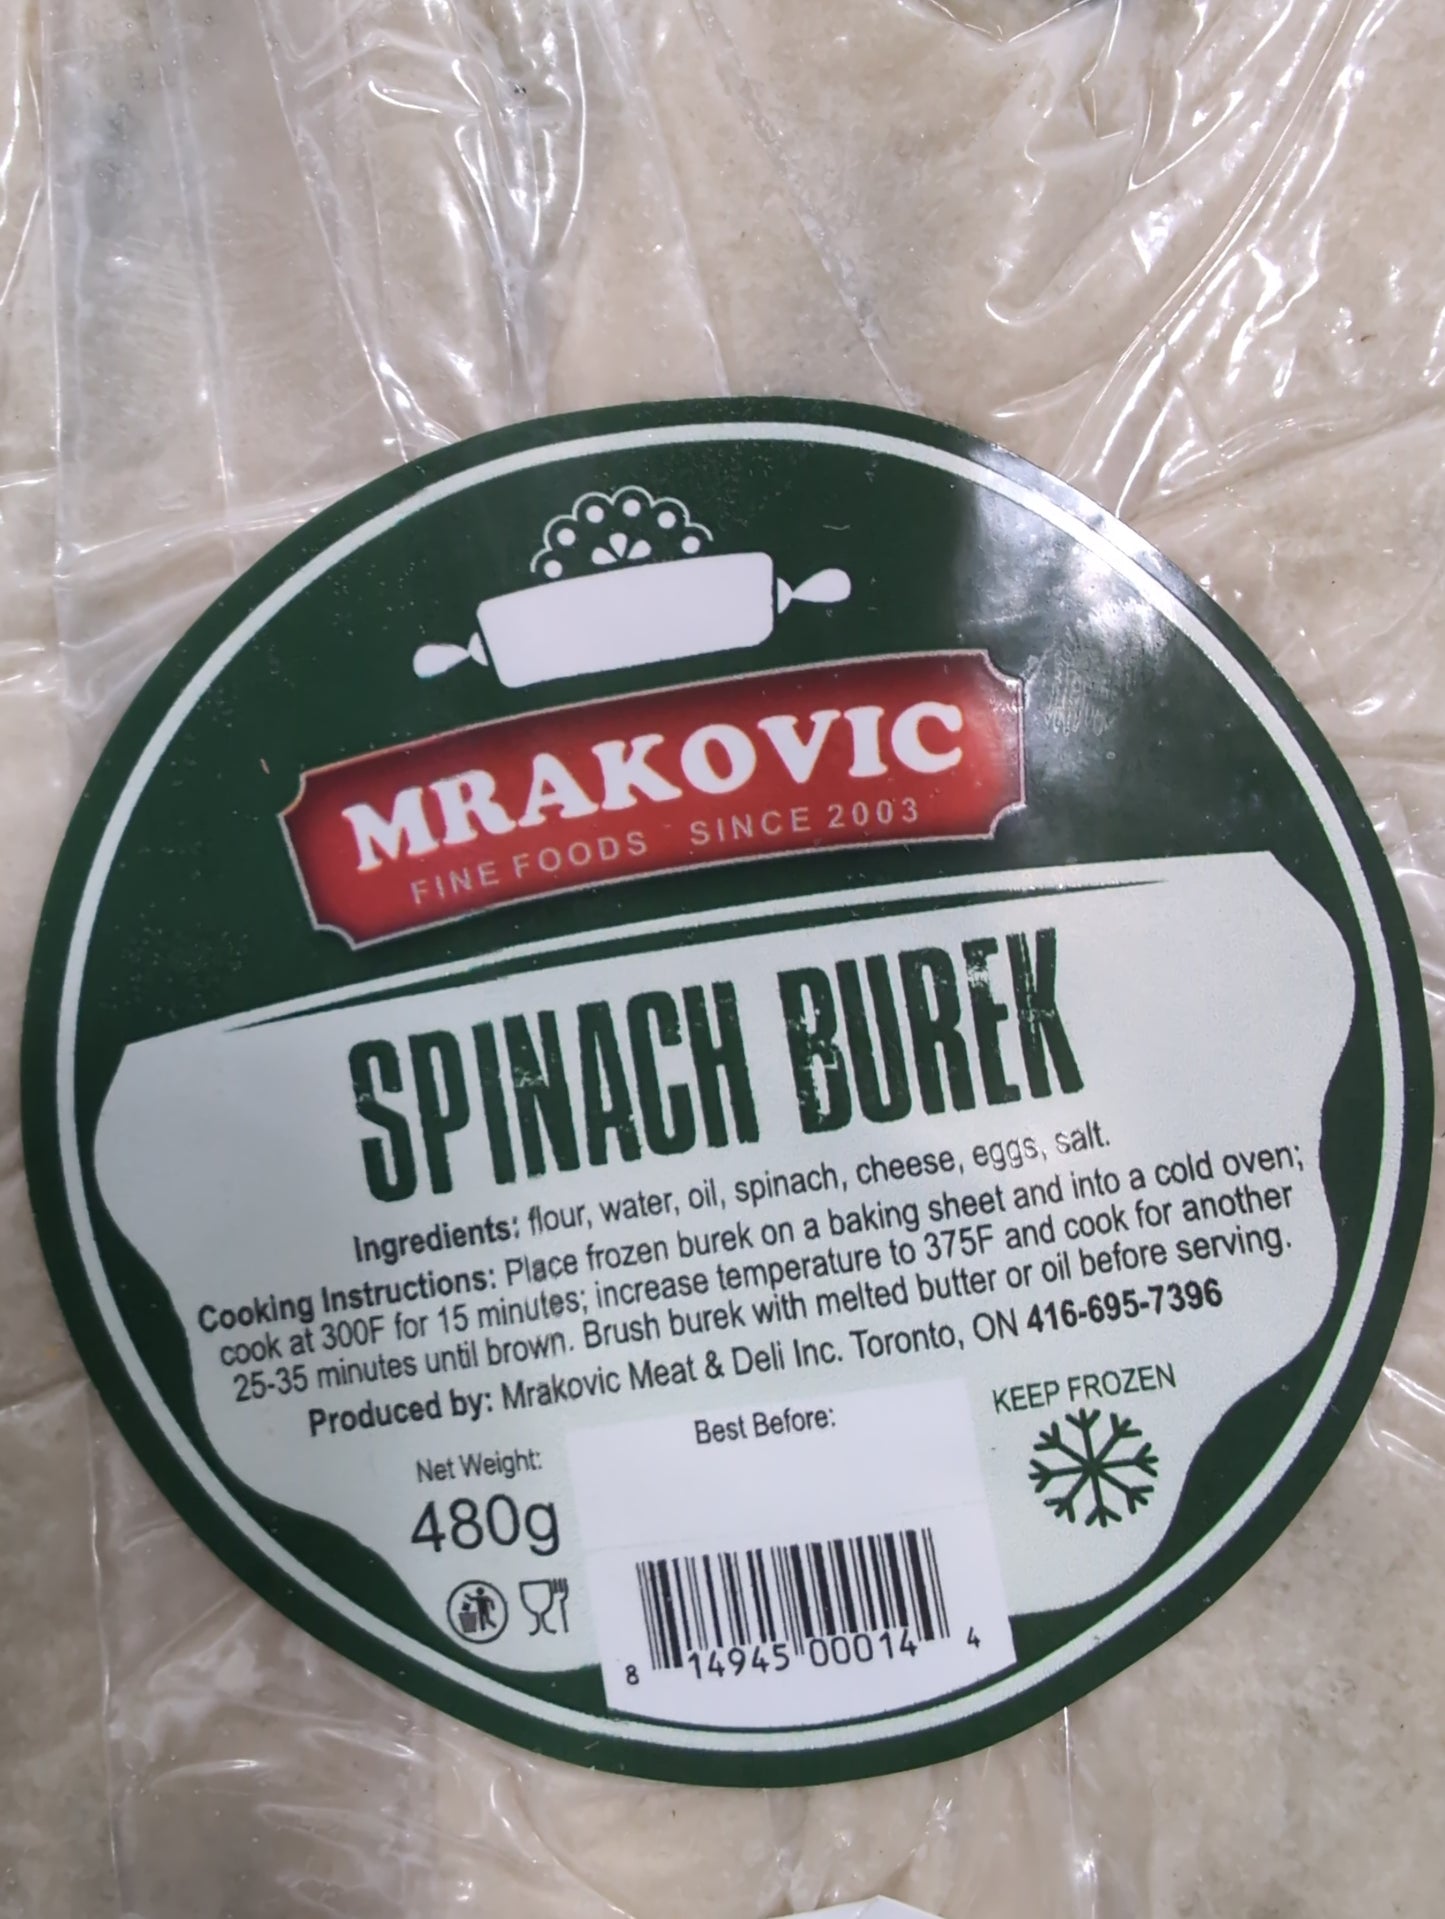 MRAKOVIC
FINE FOODS SINCE 2003
SPINACH BUREK
Ingredients: flour, water, oil, spinach, cheese, eggs, salt.
Cooking Instructions: Place frozen burek on a baking sheet and into a cold oven;
cook at 300F for 15 minutes; increase temperature to 375F and cook for another
25-35 minutes until brown. Brush burek with melted butter or oil before serving.
Produced by: Mrakovic Meat & Deli Inc. Toronto, ON 416-695-7396
Net Weight:
480g
Best Before:
KEEP FROZEN
8 14945 00014 4